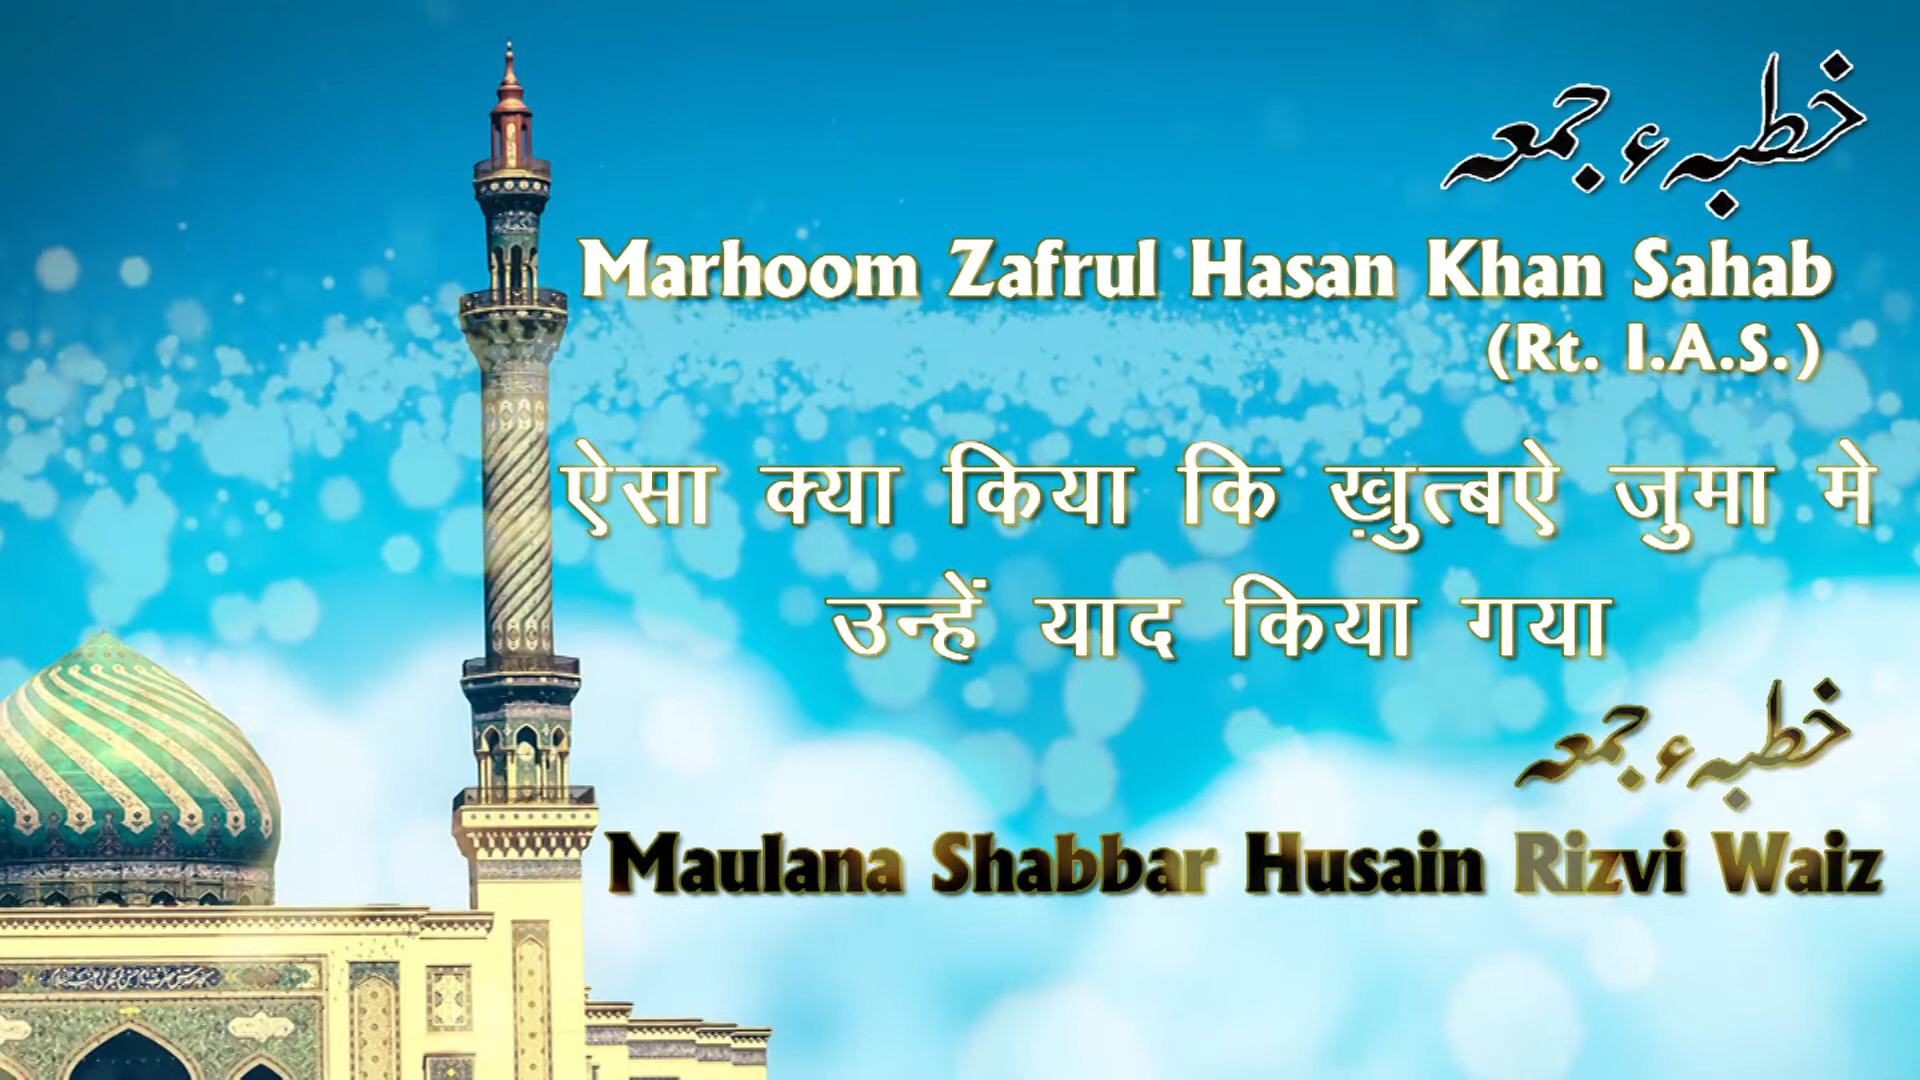 خطبہء جمعہ
Marhoom Zafrul Hasan Khan Sahab
(Rt. I.A.S.)
ऐसा क्या किया कि ख़ुत्बऐ जुमा मे
उन्हें याद किया गया
خطبہء جمعہ
Maulana Shabbar Husain Rizvi Waiz